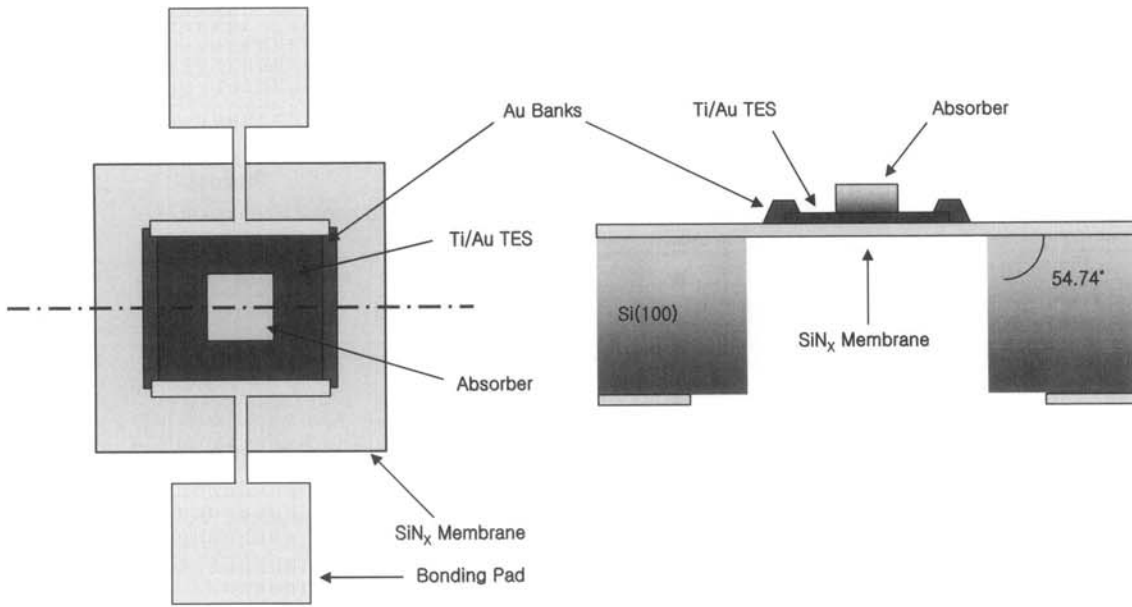 Au Banks
Ti/Au TES
Absorber
SiNₓ Membrane
Bonding Pad
Ti/Au TES
Absorber
54.74°
Si(100)
SiNₓ Membrane